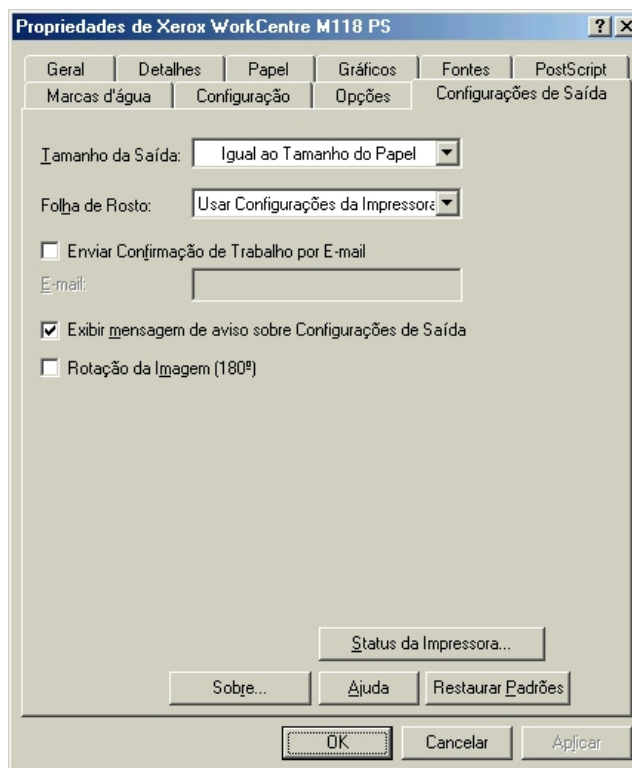 Propriedades de Xerox WorkCentre M118 PS
Geral Detalhes Papel Gráficos Fontes PostScript
Marcas d'água Configuração Opções Configurações de Saída
Tamanho da Saída: Igual ao Tamanho do Papel
Folha de Rosto: Usar Configurações da Impressora
Enviar Confirmação de Trabalho por E-mail
E-mail:
Exibir mensagem de aviso sobre Configurações de Saída
Rotação da Imagem (180º)
Status da Impressora...
Sobre... Ajuda Restaurar Padrões
OK Cancelar Aplicar